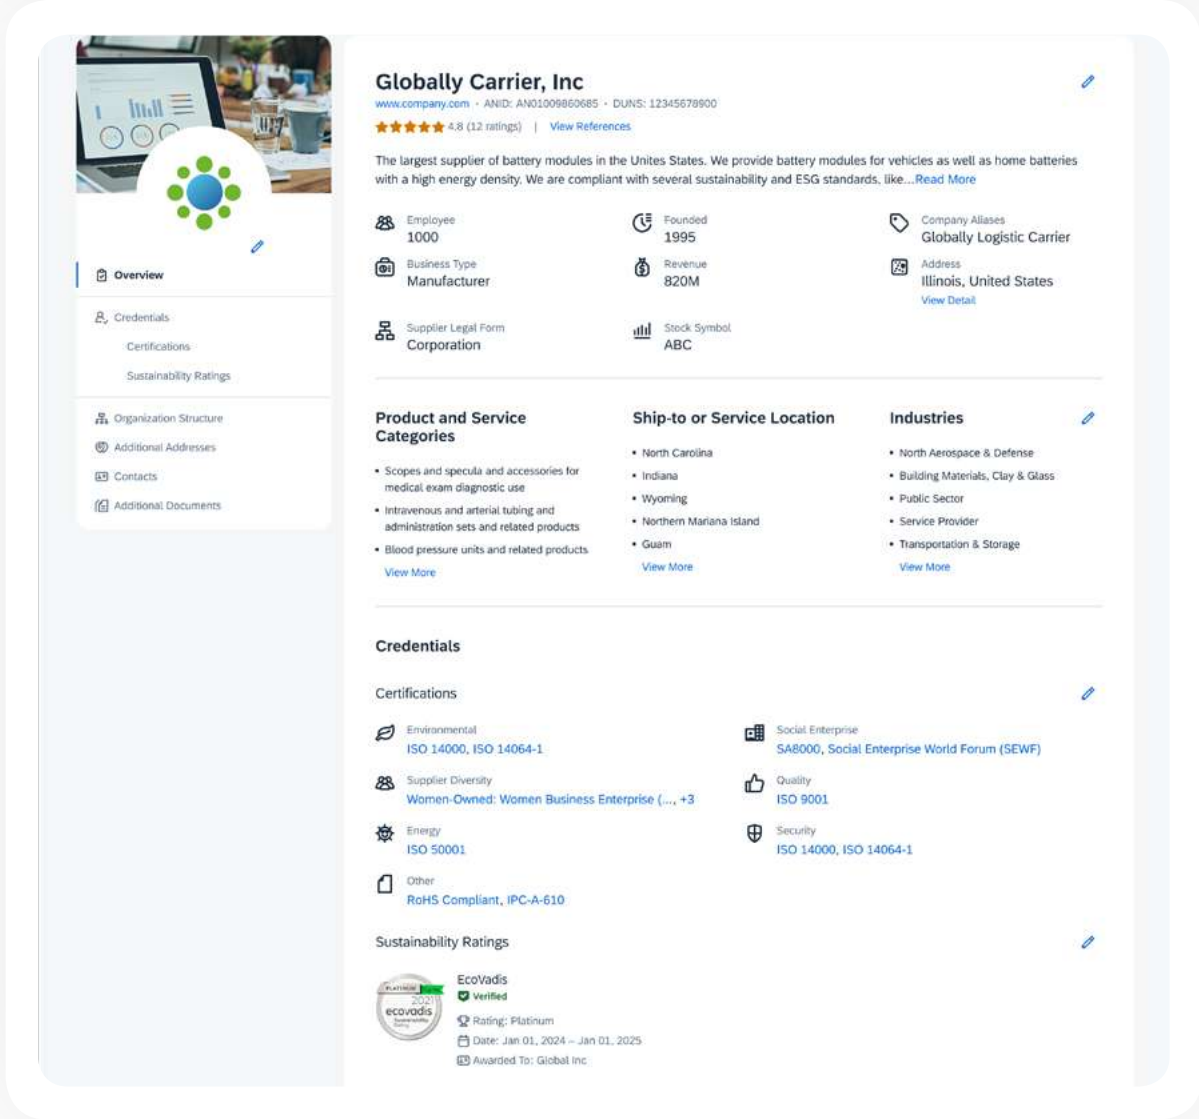 Globally Carrier, Inc
www.company.com · ANID: AN01009860685 · DUNS: 12345678900
4.8 (12 ratings) | View References
The largest supplier of battery modules in the Unites States. We provide battery modules for vehicles as well as home batteries
with a high energy density. We are compliant with several sustainability and ESG standards, like...Read More
Overview
Credentials
Certifications
Sustainability Ratings
Organization Structure
Additional Addresses
Contacts
Additional Documents
Employee
1000
Founded
1995
Company Aliases
Globally Logistic Carrier
Business Type
Manufacturer
Revenue
820M
Address
Illinois, United States
View Detail
Supplier Legal Form
Corporation
Stock Symbol
ABC
Product and Service
Categories
• Scopes and specula and accessories for
medical exam diagnostic use
• Intravenous and arterial tubing and
administration sets and related products
• Blood pressure units and related products
View More
Ship-to or Service Location
• North Carolina
• Indiana
• Wyoming
• Northern Mariana Island
• Guam
View More
Industries
• North Aerospace & Defense
• Building Materials, Clay & Glass
• Public Sector
• Service Provider
• Transportation & Storage
View More
Credentials
Certifications
Environmental
ISO 14000, ISO 14064-1
Social Enterprise
SA8000, Social Enterprise World Forum (SEWF)
Supplier Diversity
Women-Owned: Women Business Enterprise (..., +3
Quality
ISO 9001
Energy
ISO 50001
Security
ISO 14000, ISO 14064-1
Other
RoHS Compliant, IPC-A-610
Sustainability Ratings
PLATINUM
2021
ecovadis
Sustainability
Rating
EcoVadis
Verified
Rating: Platinum
Date: Jan 01, 2024 – Jan 01, 2025
Awarded To: Global Inc